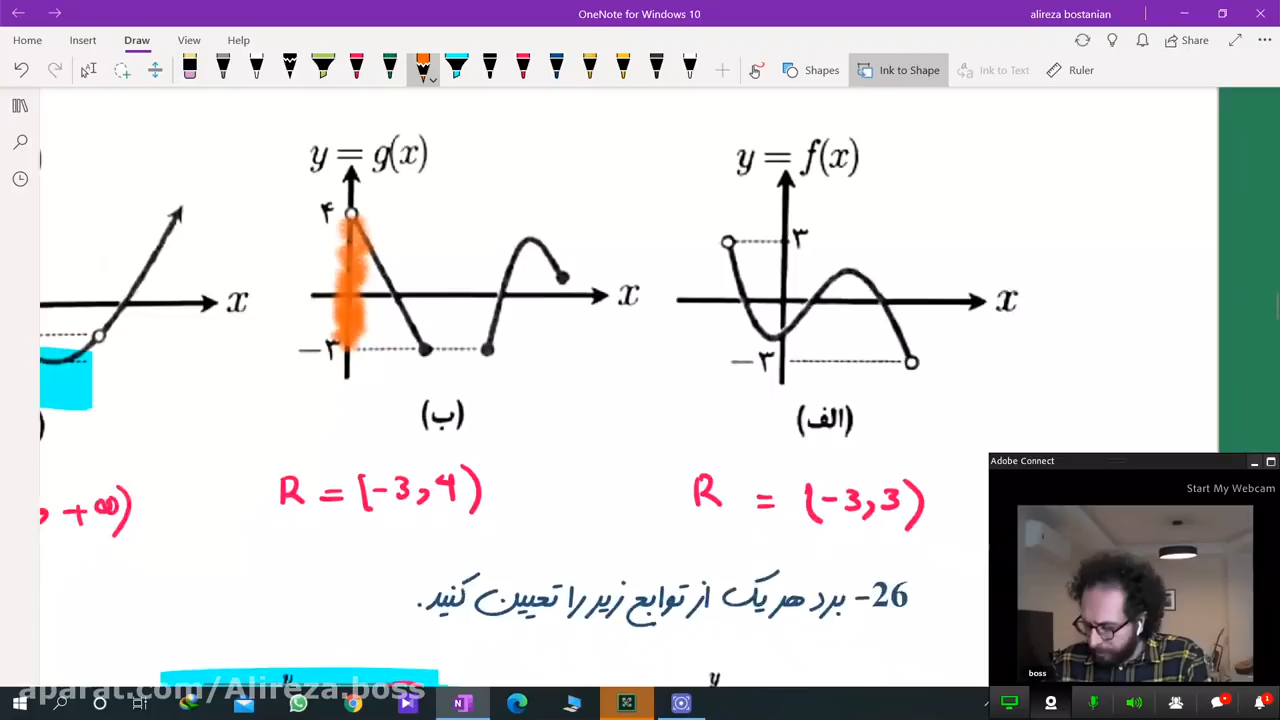 OneNote for Windows 10
alireza bostanian
Home
Insert
Draw
View
Help
Share
Shapes
Ink to Shape
Ink to Text
Ruler
y = g(x)
y = f(x)
۴
۳
x
x
x
−۳
−۳
(ب)
(الف)
R = [-3,4)
R = (-3,3)
, +∞)
26- برد هر یک از توابع زیر را تعیین کنید.
y
Adobe Connect
Start My Webcam
boss
aparat.com/Alireza.boss